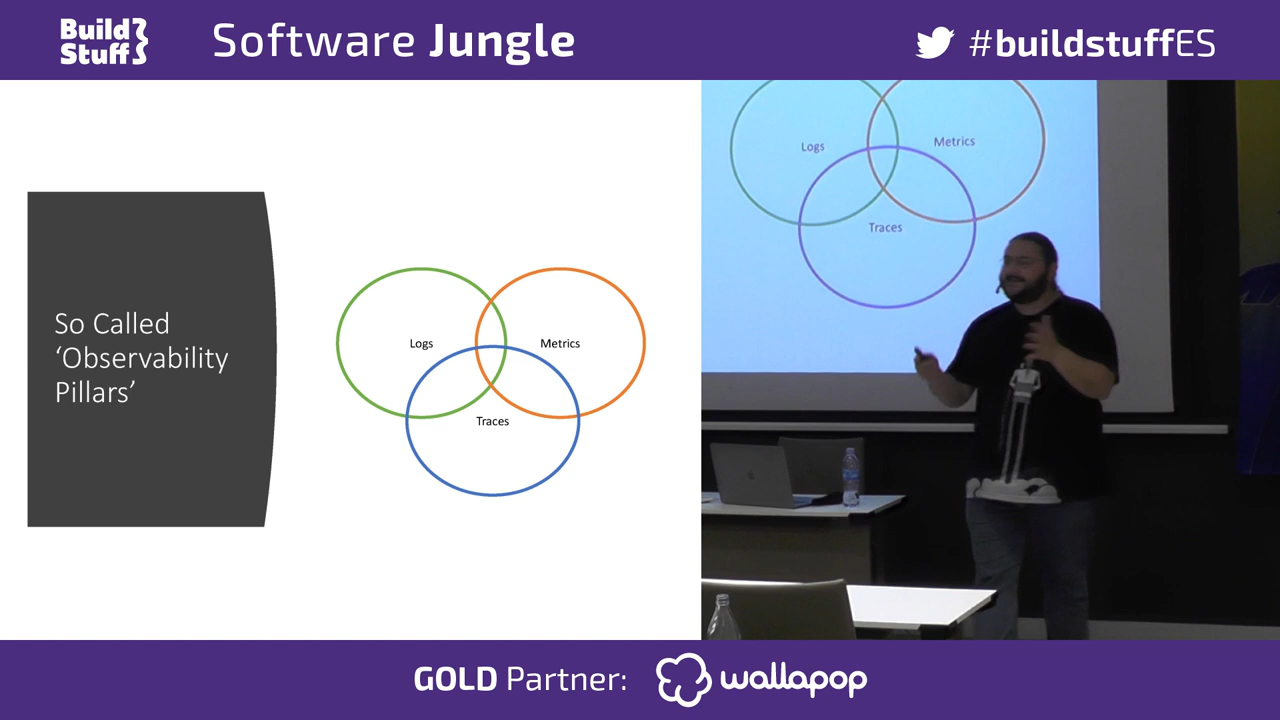 Build Stuff
Software Jungle
#buildstuffES
So Called
‘Observability
Pillars’
Logs
Metrics
Traces
Logs
Metrics
Traces
GOLD Partner:
wallapop